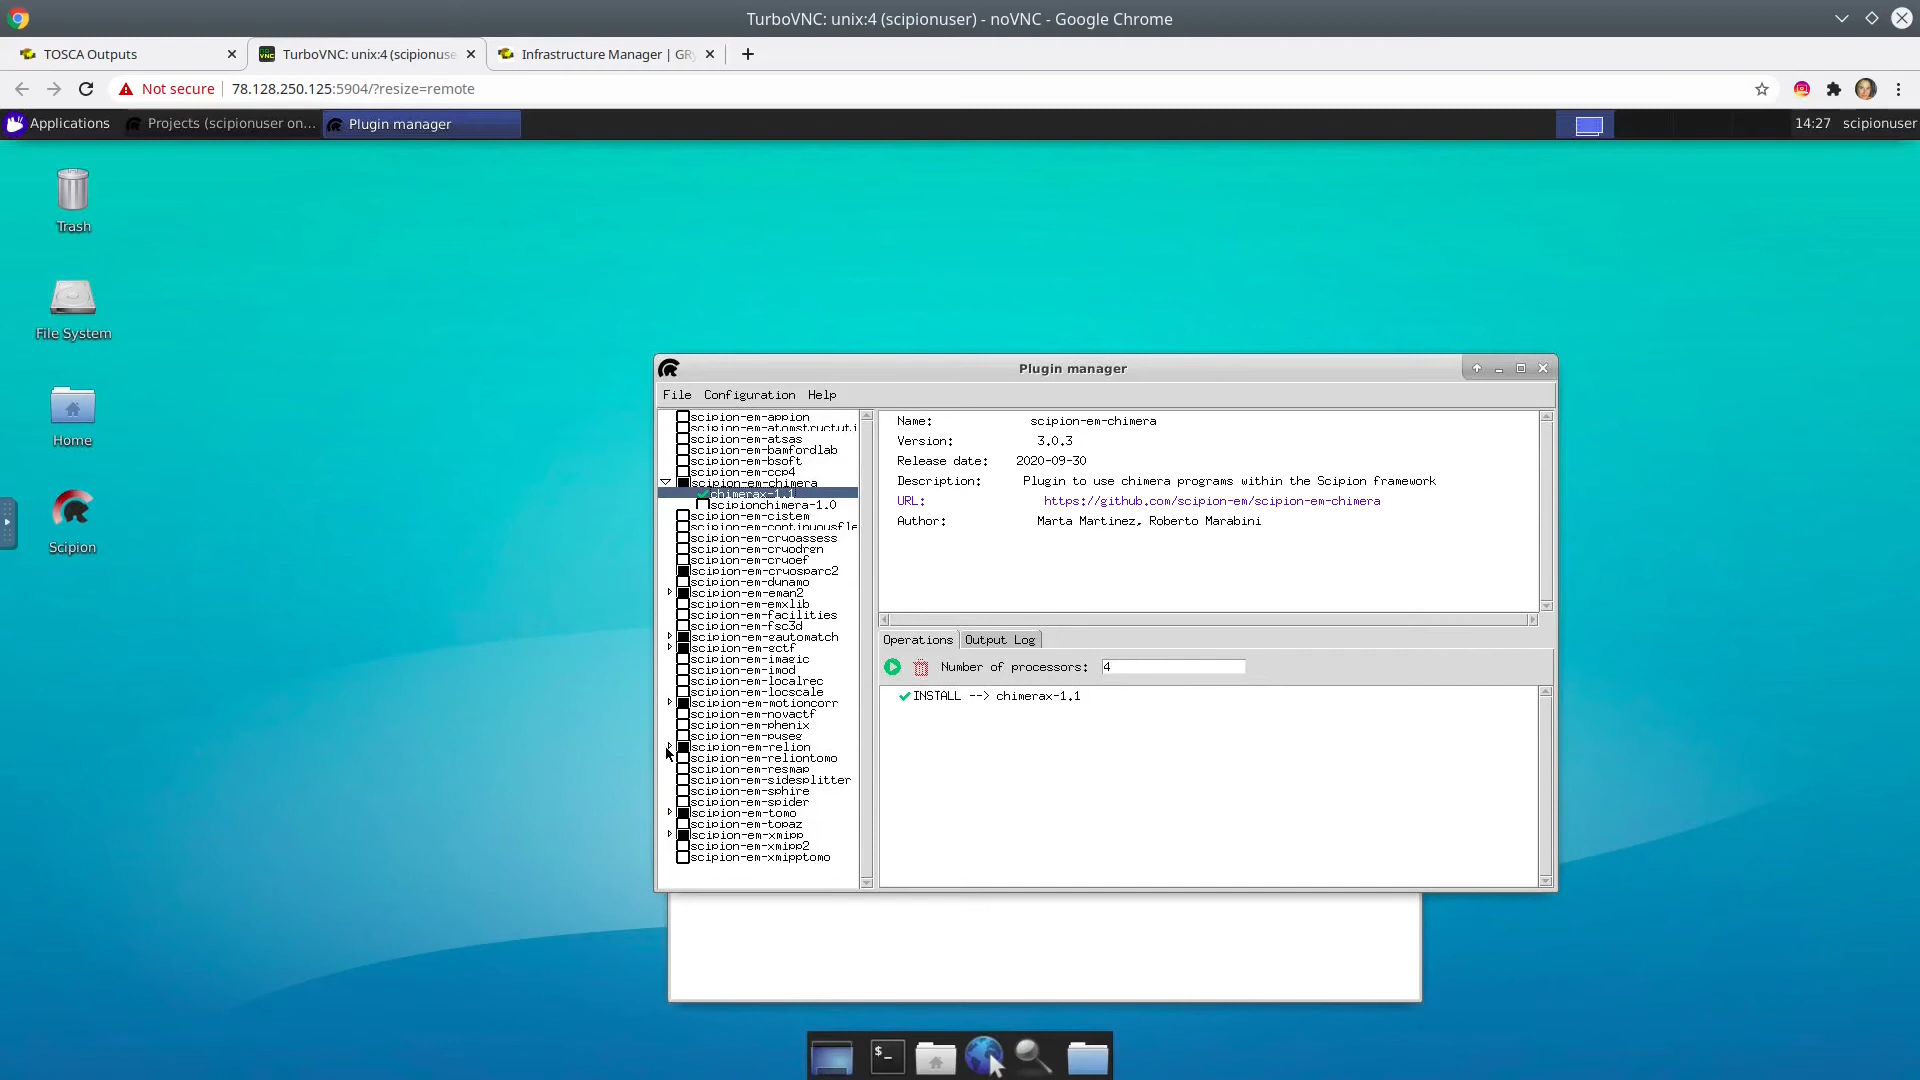 TurboVNC: unix:4 (scipionuser) - noVNC - Google Chrome
TOSCA Outputs
TurboVNC: unix:4 (scipionuse
Infrastructure Manager | GRy
Not secure
78.128.250.125:5904/?resize=remote
Applications
Projects (scipionuser on...
Plugin manager
14:27
scipionuser
Trash
File System
Home
Scipion
Plugin manager
File
Configuration
Help
scipion-em-appion
scipion-em-atomstructuti
scipion-em-atsas
scipion-em-bamfordlab
scipion-em-bsoft
scipion-em-ccp4
scipion-em-chimera
chimerax-1.1
scipionchimera-1.0
scipion-em-cistem
scipion-em-continuousfle
scipion-em-cryoassess
scipion-em-cryodrgn
scipion-em-cryoef
scipion-em-cryosparc2
scipion-em-dynamo
scipion-em-eman2
scipion-em-emxlib
scipion-em-facilities
scipion-em-fsc3d
scipion-em-gautomatch
scipion-em-gctf
scipion-em-imagic
scipion-em-imod
scipion-em-localrec
scipion-em-locscale
scipion-em-motioncorr
scipion-em-novactf
scipion-em-phenix
scipion-em-pyseg
scipion-em-relion
scipion-em-reliontomo
scipion-em-resmap
scipion-em-sidesplitter
scipion-em-sphire
scipion-em-spider
scipion-em-tomo
scipion-em-topaz
scipion-em-xmipp
scipion-em-xmipp2
scipion-em-xmipptomo
Name: scipion-em-chimera
Version: 3.0.3
Release date: 2020-09-30
Description: Plugin to use chimera programs within the Scipion framework
URL: https://github.com/scipion-em/scipion-em-chimera
Author: Marta Martinez, Roberto Marabini
Operations
Output Log
Number of processors: 4
INSTALL --> chimerax-1.1
$_